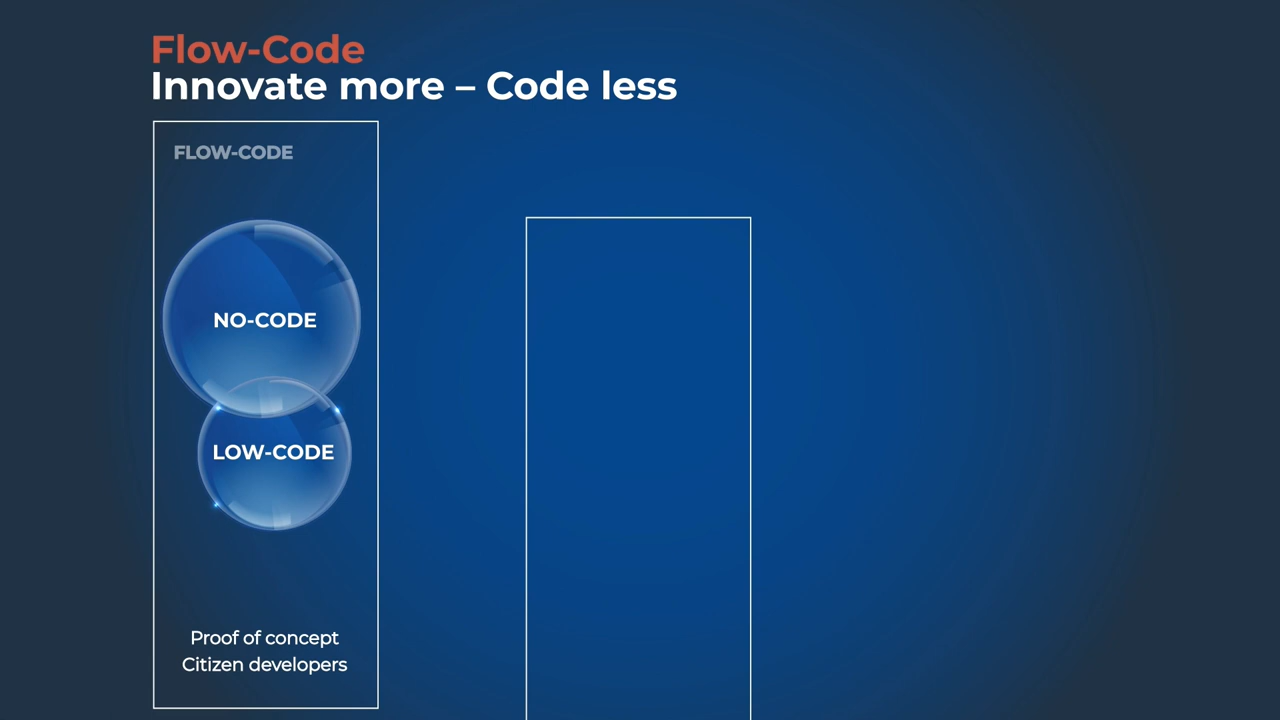 Flow-Code
Innovate more – Code less
FLOW-CODE
NO-CODE
LOW-CODE
Proof of concept
Citizen developers